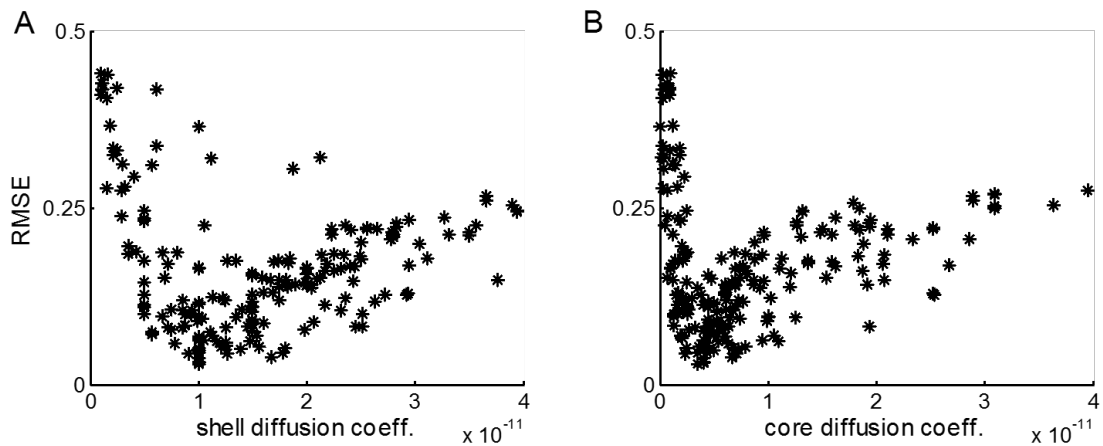 A
B
0.5
0.5
RMSE
0.25
0.25
0
0
0 1 2 3 4
0 1 2 3 4
shell diffusion coeff.
x 10-11
core diffusion coeff.
x 10-11